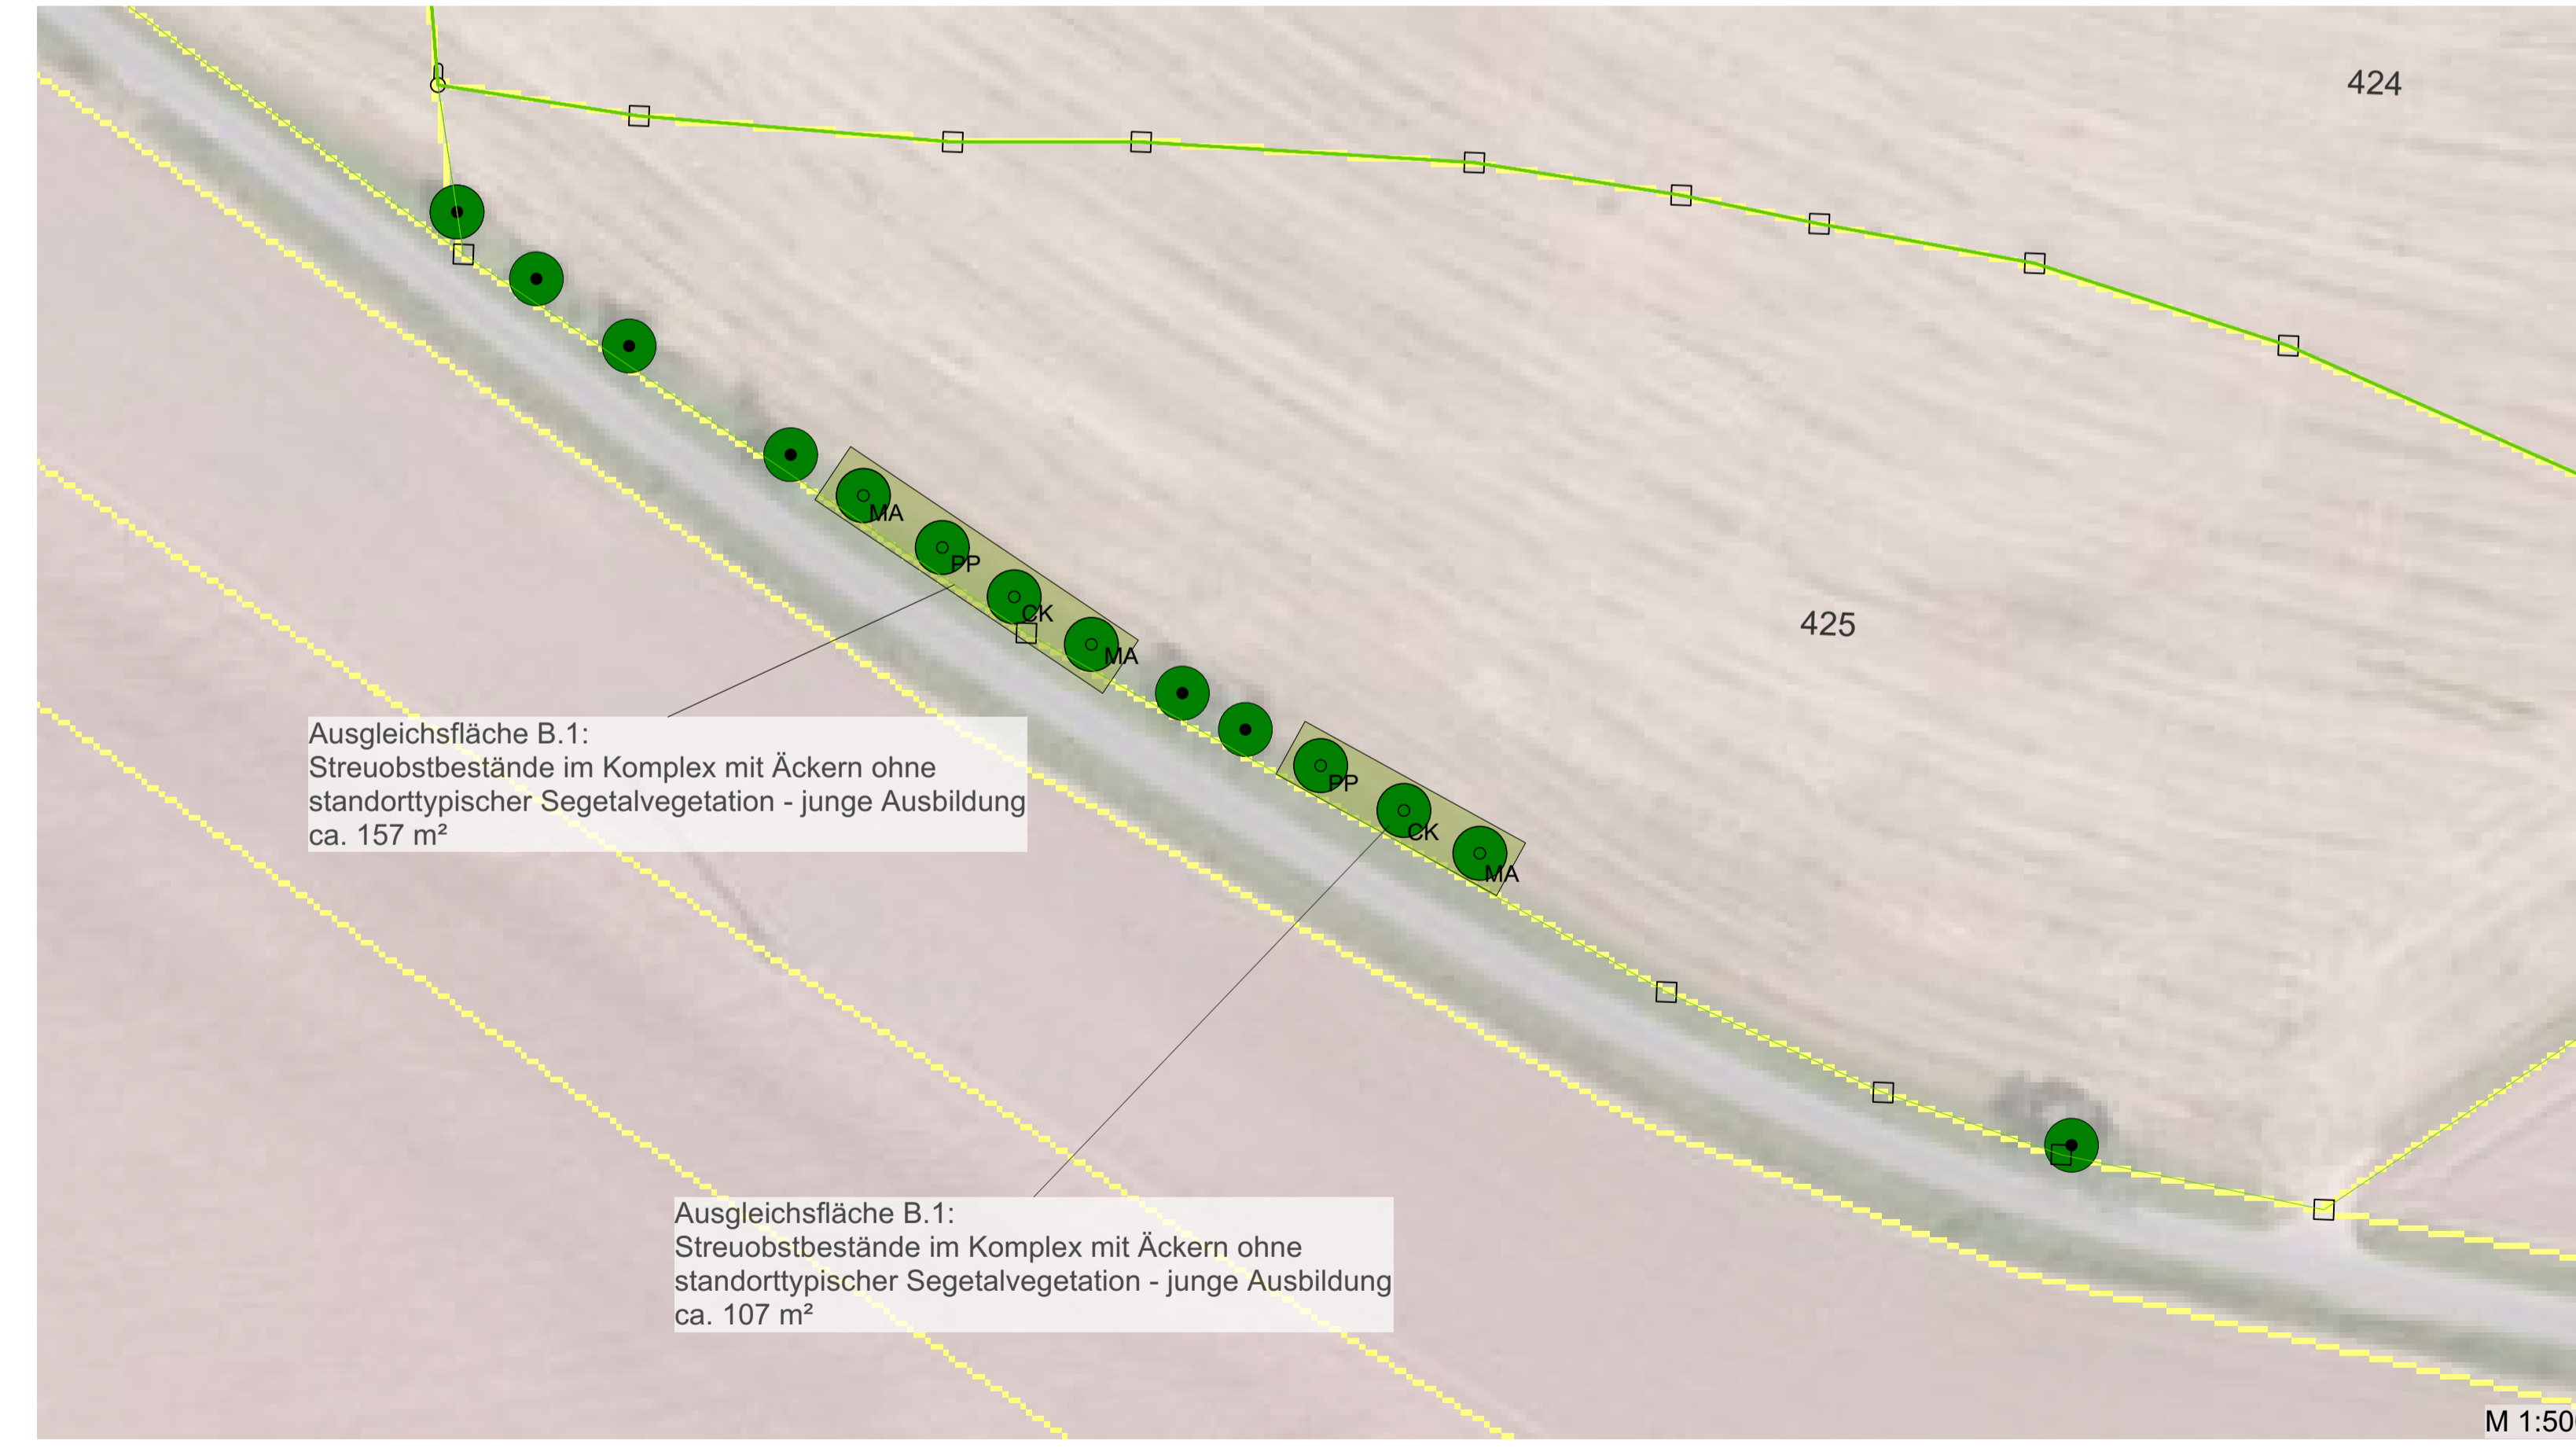 424
MA
PP
CK
MA
425
Ausgleichsfläche B.1:
Streuobstbestände im Komplex mit Äckern ohne
standorttypischer Segetalvegetation - junge Ausbildung
ca. 157 m²
PP
CK
MA
Ausgleichsfläche B.1:
Streuobstbestände im Komplex mit Äckern ohne
standorttypischer Segetalvegetation - junge Ausbildung
ca. 107 m²
M 1:50